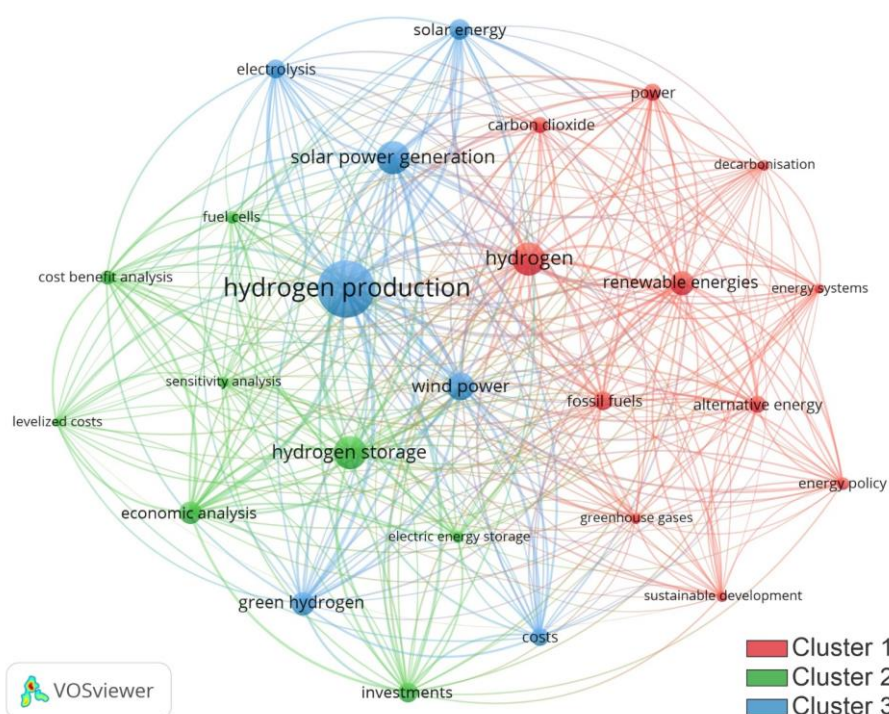 solar energy
electrolysis
power
carbon dioxide
solar power generation
decarbonisation
fuel cells
hydrogen
cost benefit analysis
renewable energies
hydrogen production
energy systems
sensitivity analysis
wind power
fossil fuels
alternative energy
levelized costs
hydrogen storage
energy policy
economic analysis
greenhouse gases
electric energy storage
sustainable development
green hydrogen
costs
Cluster 1
Cluster 2
VOSviewer
investments
Cluster 3